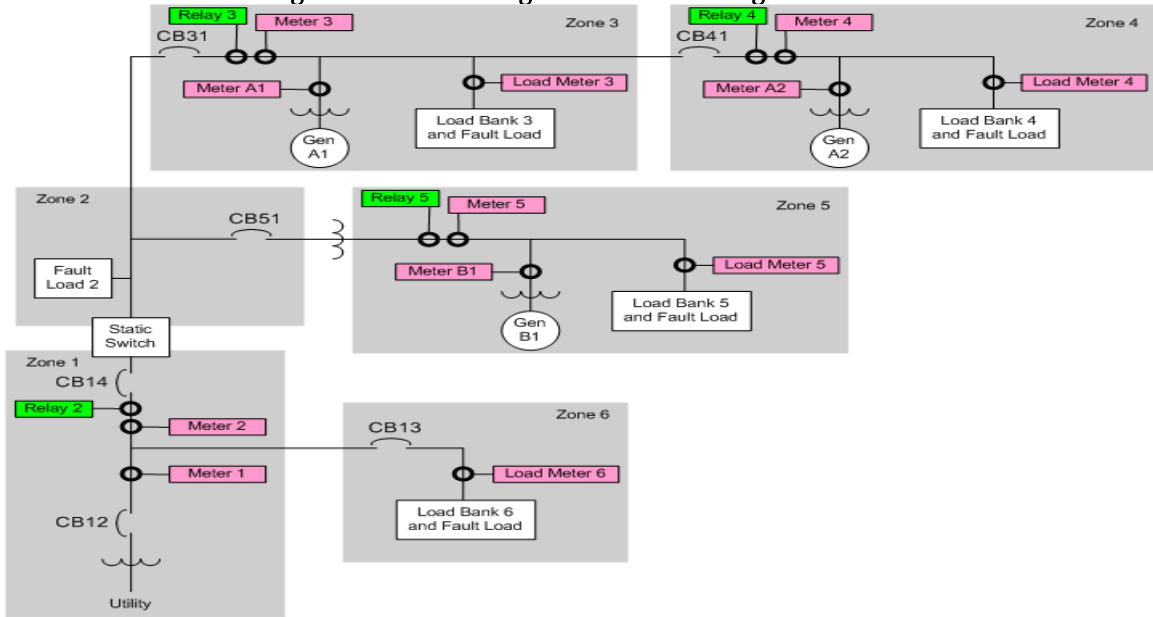 Relay 3
Meter 3
Zone 3
Relay 4
Meter 4
Zone 4
CB31
CB41
Meter A1
Load Meter 3
Meter A2
Load Meter 4
Load Bank 3
and Fault Load
Load Bank 4
and Fault Load
Gen
A1
Gen
A2
Zone 2
Relay 5
Meter 5
Zone 5
CB51
Fault
Load 2
Meter B1
Load Meter 5
Load Bank 5
and Fault Load
Gen
B1
Static
Switch
Zone 1
CB14
Relay 2
Meter 2
Zone 6
CB13
Meter 1
Load Meter 6
CB12
Load Bank 6
and Fault Load
Utility